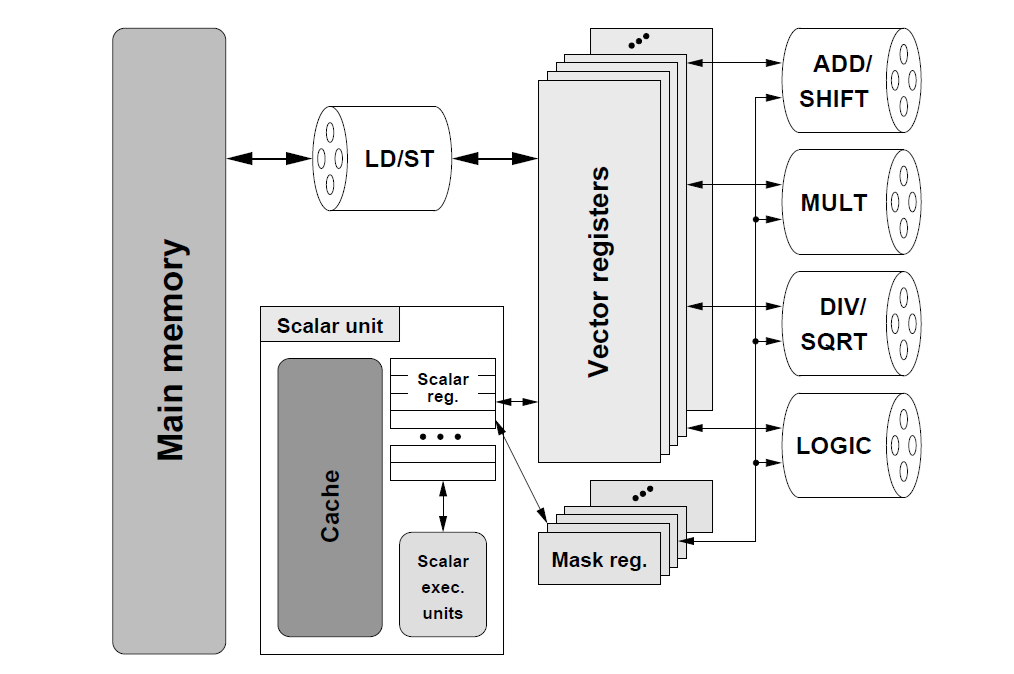 Main memory
LD/ST
Vector registers
ADD/
SHIFT
MULT
DIV/
SQRT
LOGIC
Scalar unit
Cache
Scalar
reg.
Scalar
exec.
units
Mask reg.